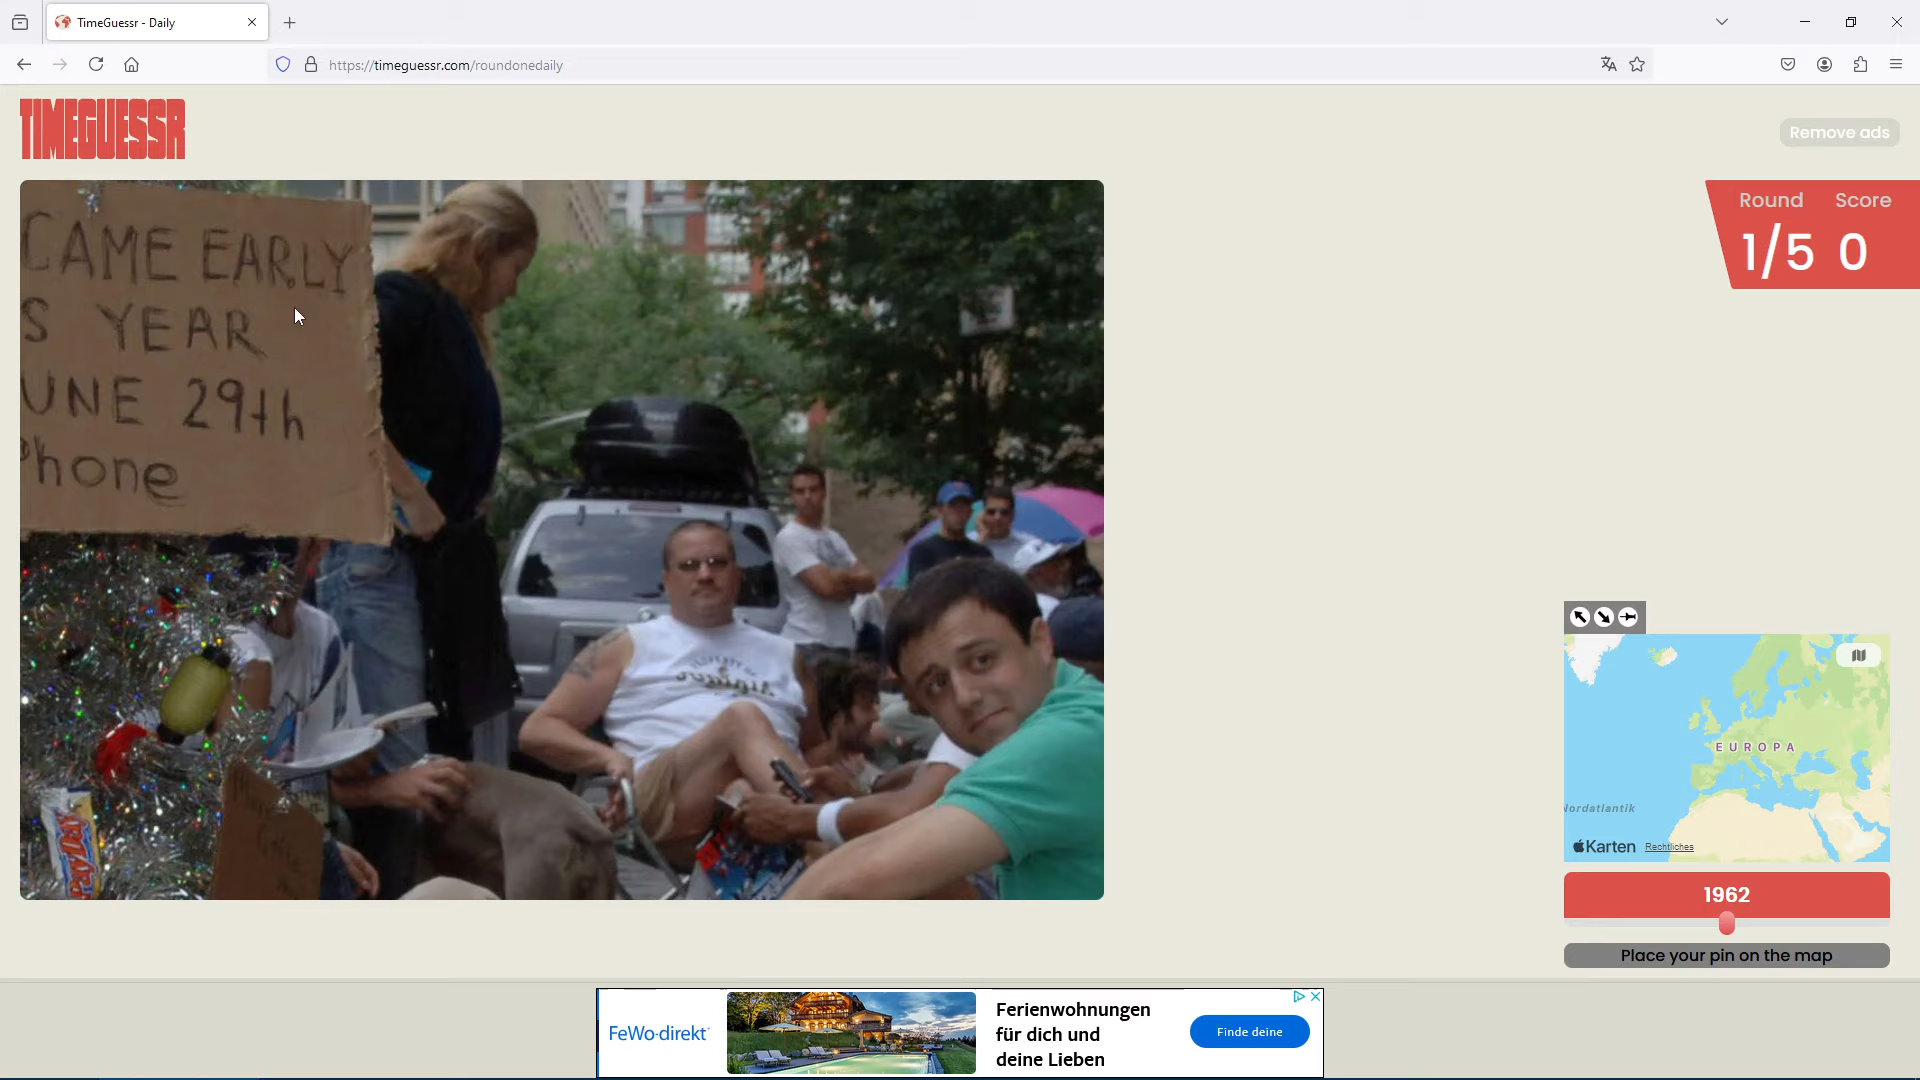 TimeGuessr - Daily
https://timeguessr.com/roundonedaily
TIMEGUESSR
Remove ads
Round Score
1/5 0
CAME EARLY
S YEAR
UNE 29th
Phone
PAYDAY
EUROPA
Nordatlantik
Karten Rechtliches
1962
Place your pin on the map
FeWo-direkt
Ferienwohnungen
für dich und
deine Lieben
Finde deine